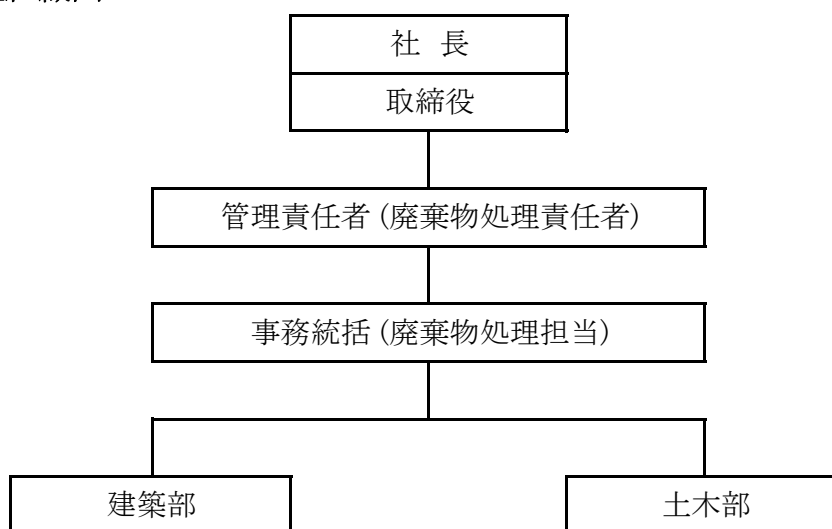 社 長
取締役
管理責任者 (廃棄物処理責任者)
事務統括 (廃棄物処理担当)
建築部
土木部